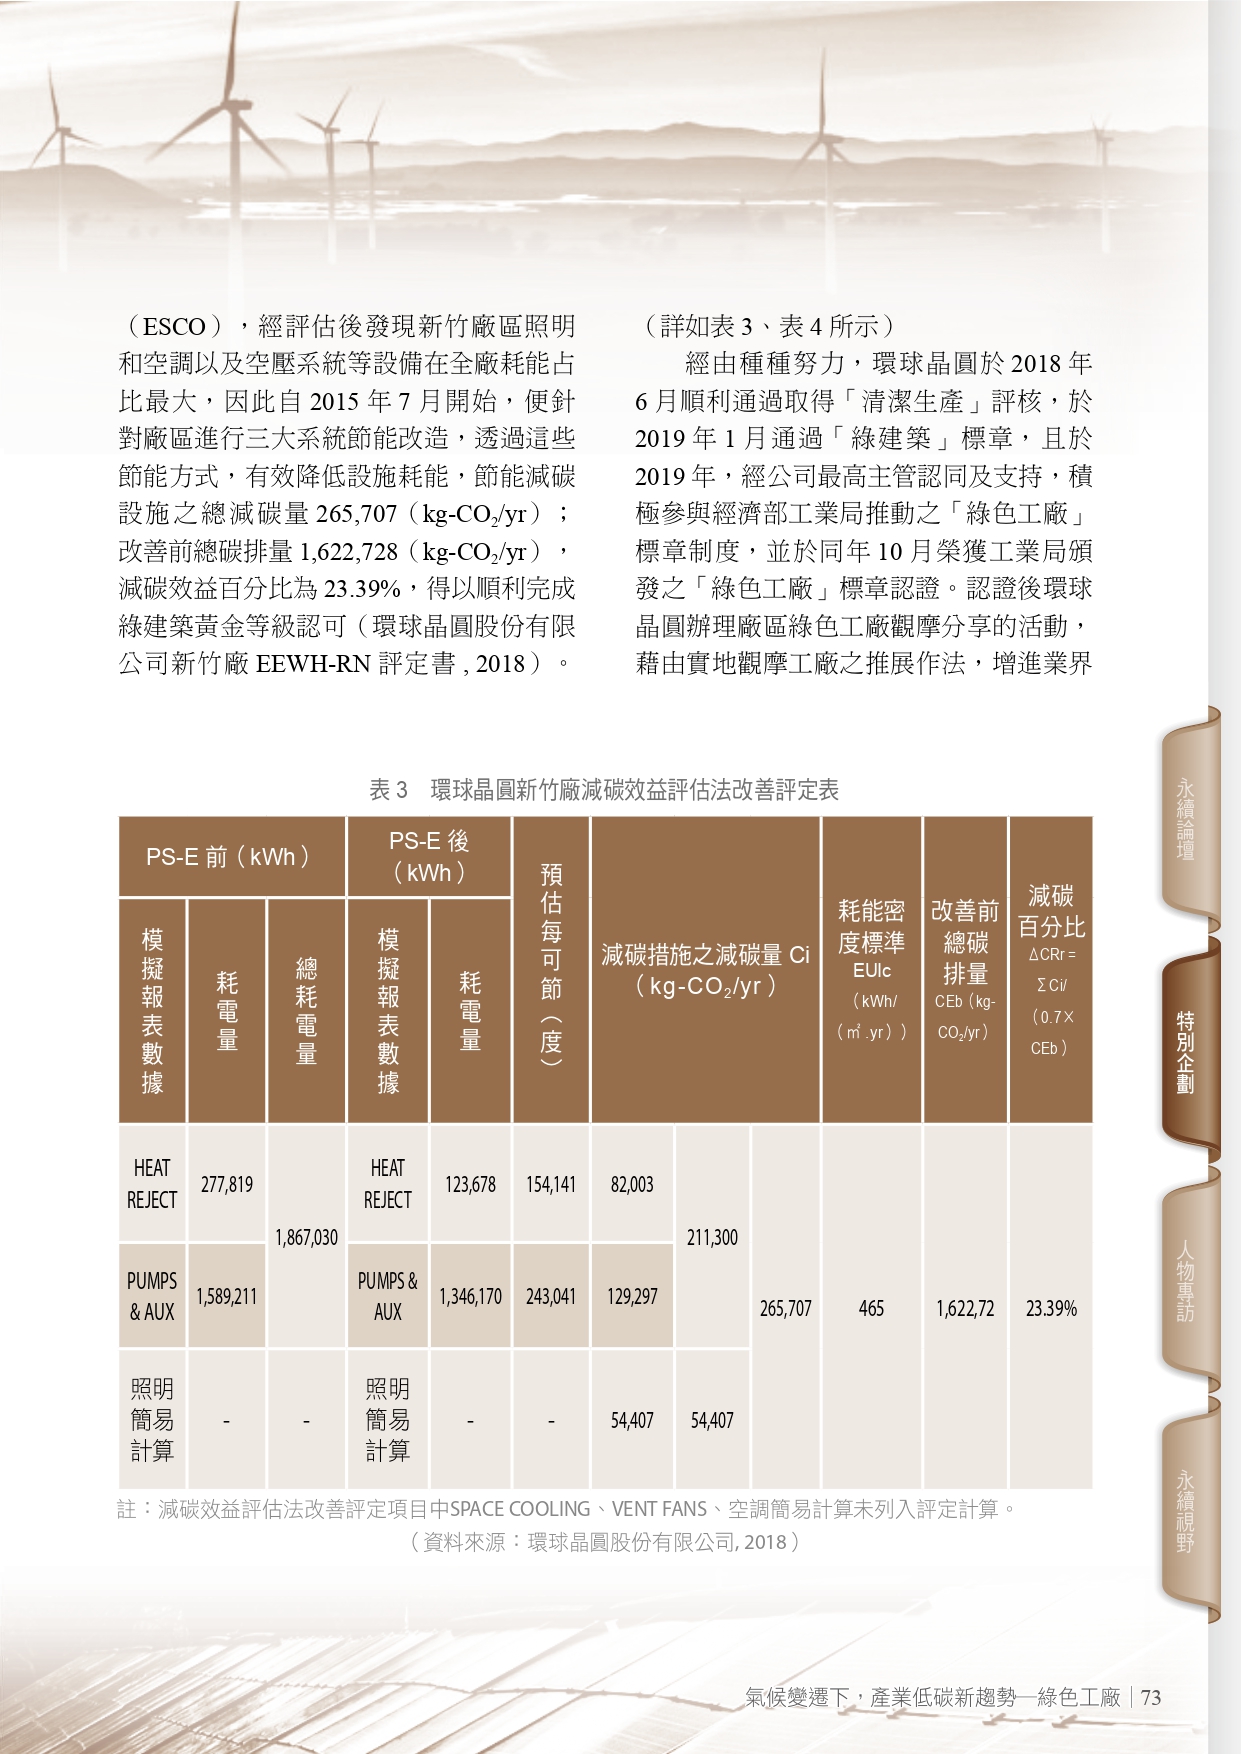 （ESCO），經評估後發現新竹廠區照明
和空調以及空壓系統等設備在全廠耗能占
比最大，因此自 2015 年 7 月開始，便針
對廠區進行三大系統節能改造，透過這些
節能方式，有效降低設施耗能，節能減碳
設施之總減碳量 265,707（kg-CO₂/yr）；
改善前總碳排量 1,622,728（kg-CO₂/yr），
減碳效益百分比為 23.39%，得以順利完成
綠建築黃金等級認可（環球晶圓股份有限
公司新竹廠 EEWH-RN 評定書 , 2018）。
（詳如表 3、表 4 所示）
經由種種努力，環球晶圓於 2018 年
6 月順利通過取得「清潔生產」評核，於
2019 年 1 月通過「綠建築」標章，且於
2019 年，經公司最高主管認同及支持，積
極參與經濟部工業局推動之「綠色工廠」
標章制度，並於同年 10 月榮獲工業局頒
發之「綠色工廠」標章認證。認證後環球
晶圓辦理廠區綠色工廠觀摩分享的活動，
藉由實地觀摩工廠之推展作法，增進業界
表 3　環球晶圓新竹廠減碳效益評估法改善評定表
PS-E 前（kWh）
PS-E 後
（kWh）
預估每可節（度）
減碳措施之減碳量 Ci
（kg-CO₂/yr）
耗能密
度標準
EUIc
（kWh/
（㎡.yr））
改善前
總碳
排量
CEb（kg-
CO₂/yr）
減碳
百分比
ΔCRr =
ΣCi/
（0.7×
CEb）
模擬報表數據
耗電量
總耗電量
模擬報表數據
耗電量
HEAT
REJECT
277,819
1,867,030
HEAT
REJECT
123,678
154,141
82,003
211,300
265,707
465
1,622,72
23.39%
PUMPS
& AUX
1,589,211
PUMPS &
AUX
1,346,170
243,041
129,297
照明
簡易
計算
-
-
照明
簡易
計算
-
-
54,407
54,407
註：減碳效益評估法改善評定項目中SPACE COOLING、VENT FANS、空調簡易計算未列入評定計算。
（資料來源：環球晶圓股份有限公司, 2018）
永續論壇
特別企劃
人物專訪
永續視野
氣候變遷下，產業低碳新趨勢—綠色工廠｜73